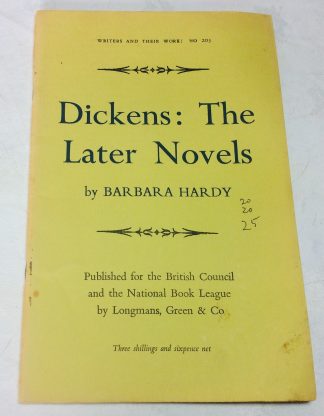 WRITERS AND THEIR WORK: NO 205
Dickens: The
Later Novels
by BARBARA HARDY
20
20
25
Published for the British Council
and the National Book League
by Longmans, Green & Co
Three shillings and sixpence net